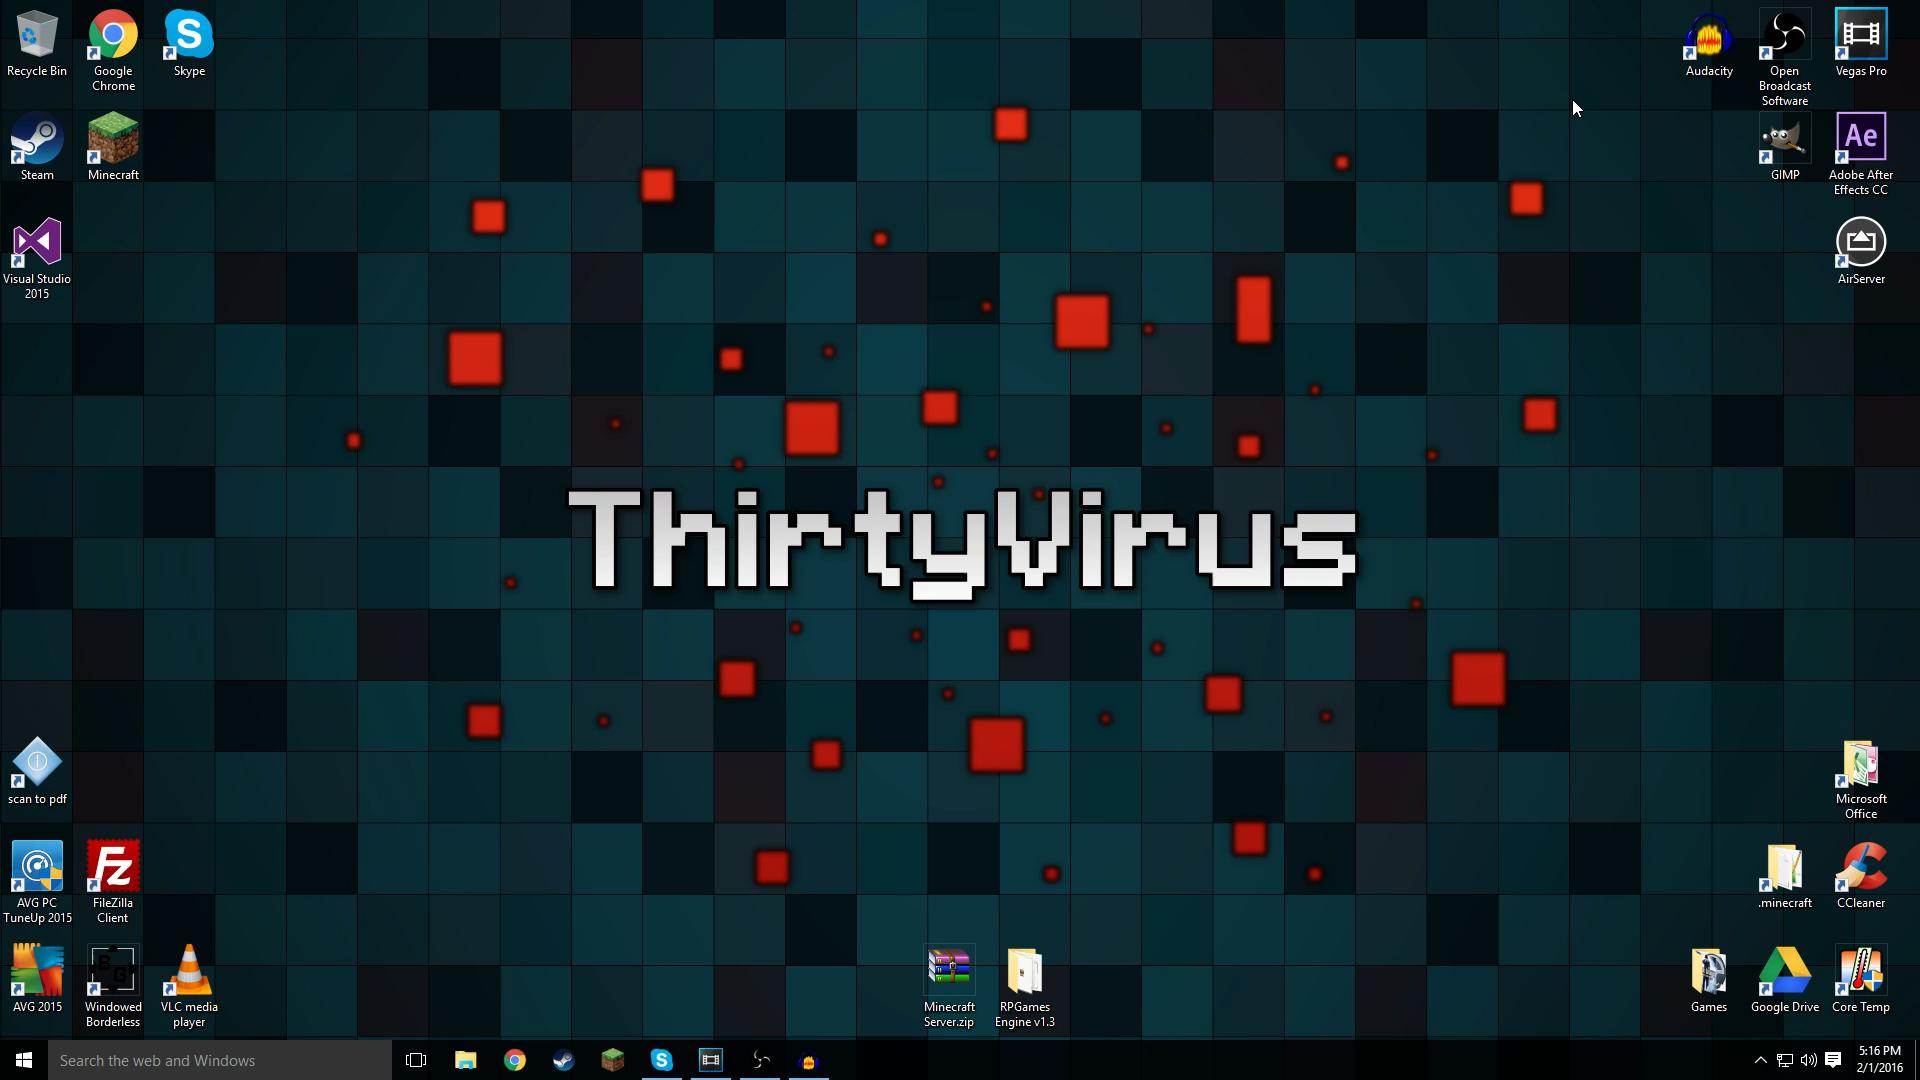 Recycle Bin
Google
Chrome
Skype
Audacity
Open
Broadcast
Software
Vegas Pro
Steam
Minecraft
GIMP
Ae
Adobe After
Effects CC
Visual Studio
2015
AirServer
ThirtyVirus
scan to pdf
Microsoft
Office
AVG PC
TuneUp 2015
Fz
FileZilla
Client
.minecraft
CCleaner
AVG 2015
BG
Windowed
Borderless
VLC media
player
Minecraft
Server.zip
RPGames
Engine v1.3
Games
Google Drive
Core Temp
Search the web and Windows
5:16 PM
2/1/2016